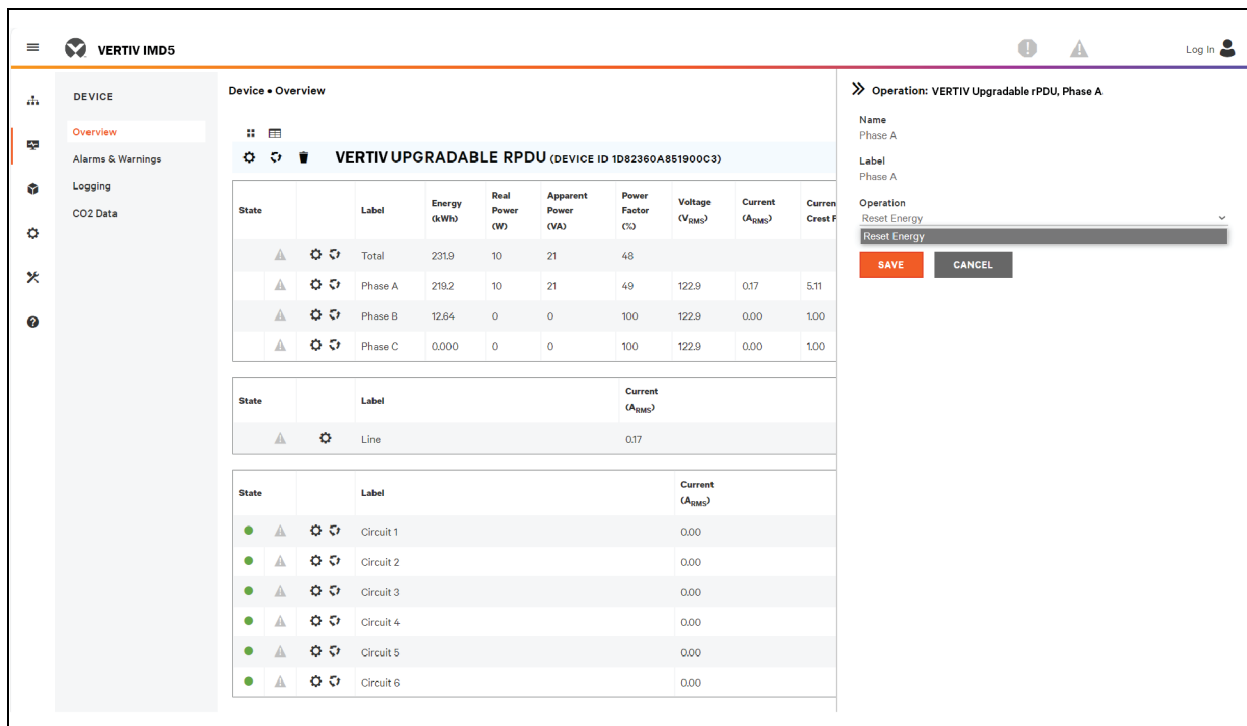 VERTIV IMD5
Log In
DEVICE
Overview
Alarms & Warnings
Logging
CO2 Data
Device • Overview
VERTIV UPGRADABLE RPDU (DEVICE ID 1D82360A851900C3)
State Label Energy (kWh) Real Power (W) Apparent Power (VA) Power Factor (%) Voltage (VRMS) Current (ARMS) Curren Crest F
Total 231.9 10 21 48
Phase A 219.2 10 21 49 122.9 0.17 5.11
Phase B 12.64 0 0 100 122.9 0.00 1.00
Phase C 0.000 0 0 100 122.9 0.00 1.00
State Label Current (ARMS)
Line 0.17
State Label Current (ARMS)
Circuit 1 0.00
Circuit 2 0.00
Circuit 3 0.00
Circuit 4 0.00
Circuit 5 0.00
Circuit 6 0.00
Operation: VERTIV Upgradable rPDU, Phase A
Name
Phase A
Label
Phase A
Operation
Reset Energy
Reset Energy
SAVE CANCEL